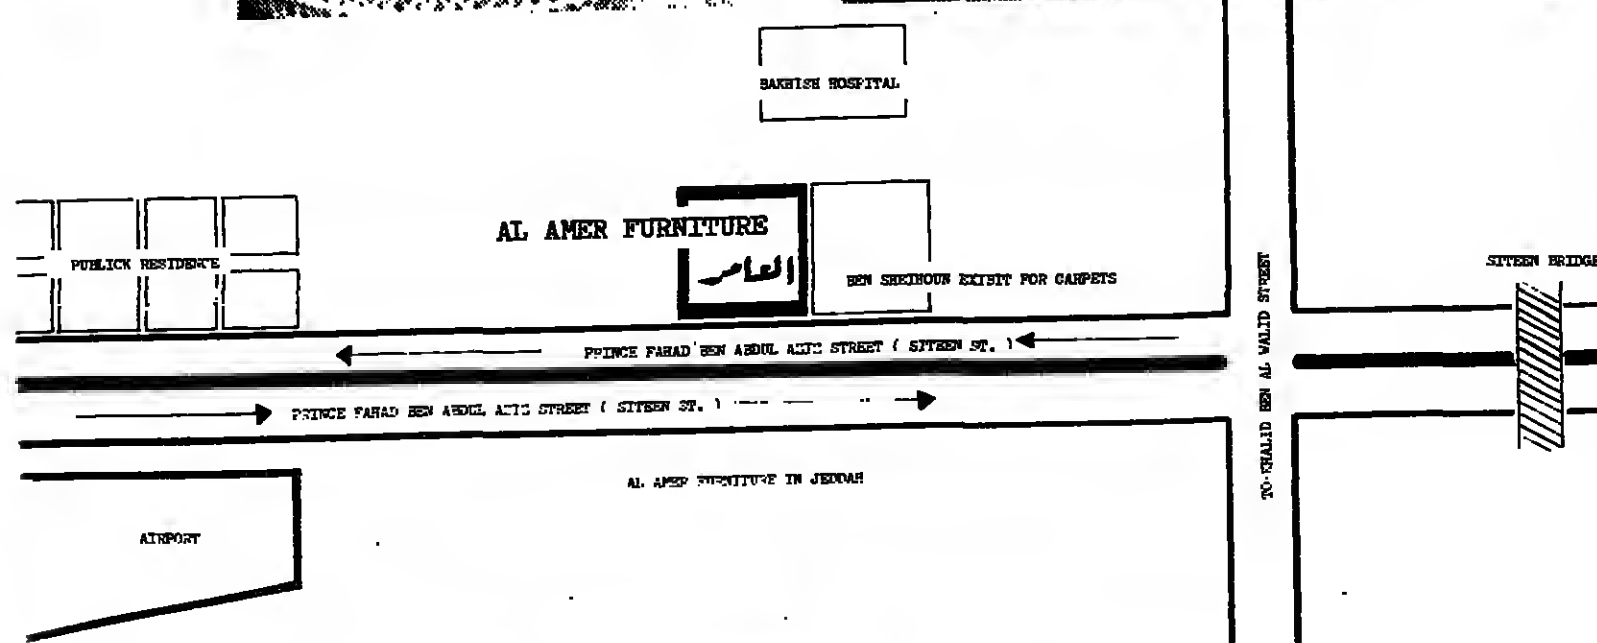 BAKHISH HOSPITAL
AL AMER FURNITURE
العامر
PUBLICK RESIDENCE
BEN SHEIHOUN EXIBIT FOR CARPETS
SITEEN BRIDGE
TO KHALID BEN AL WALID STREET
PRINCE FAHAD BEN ABDUL AZIZ STREET ( SITEEN ST. )
PRINCE FAHAD BEN ABDUL AZIZ STREET ( SITEEN ST. )
AL AMER FURNITURE IN JEDDAH
AIRPORT